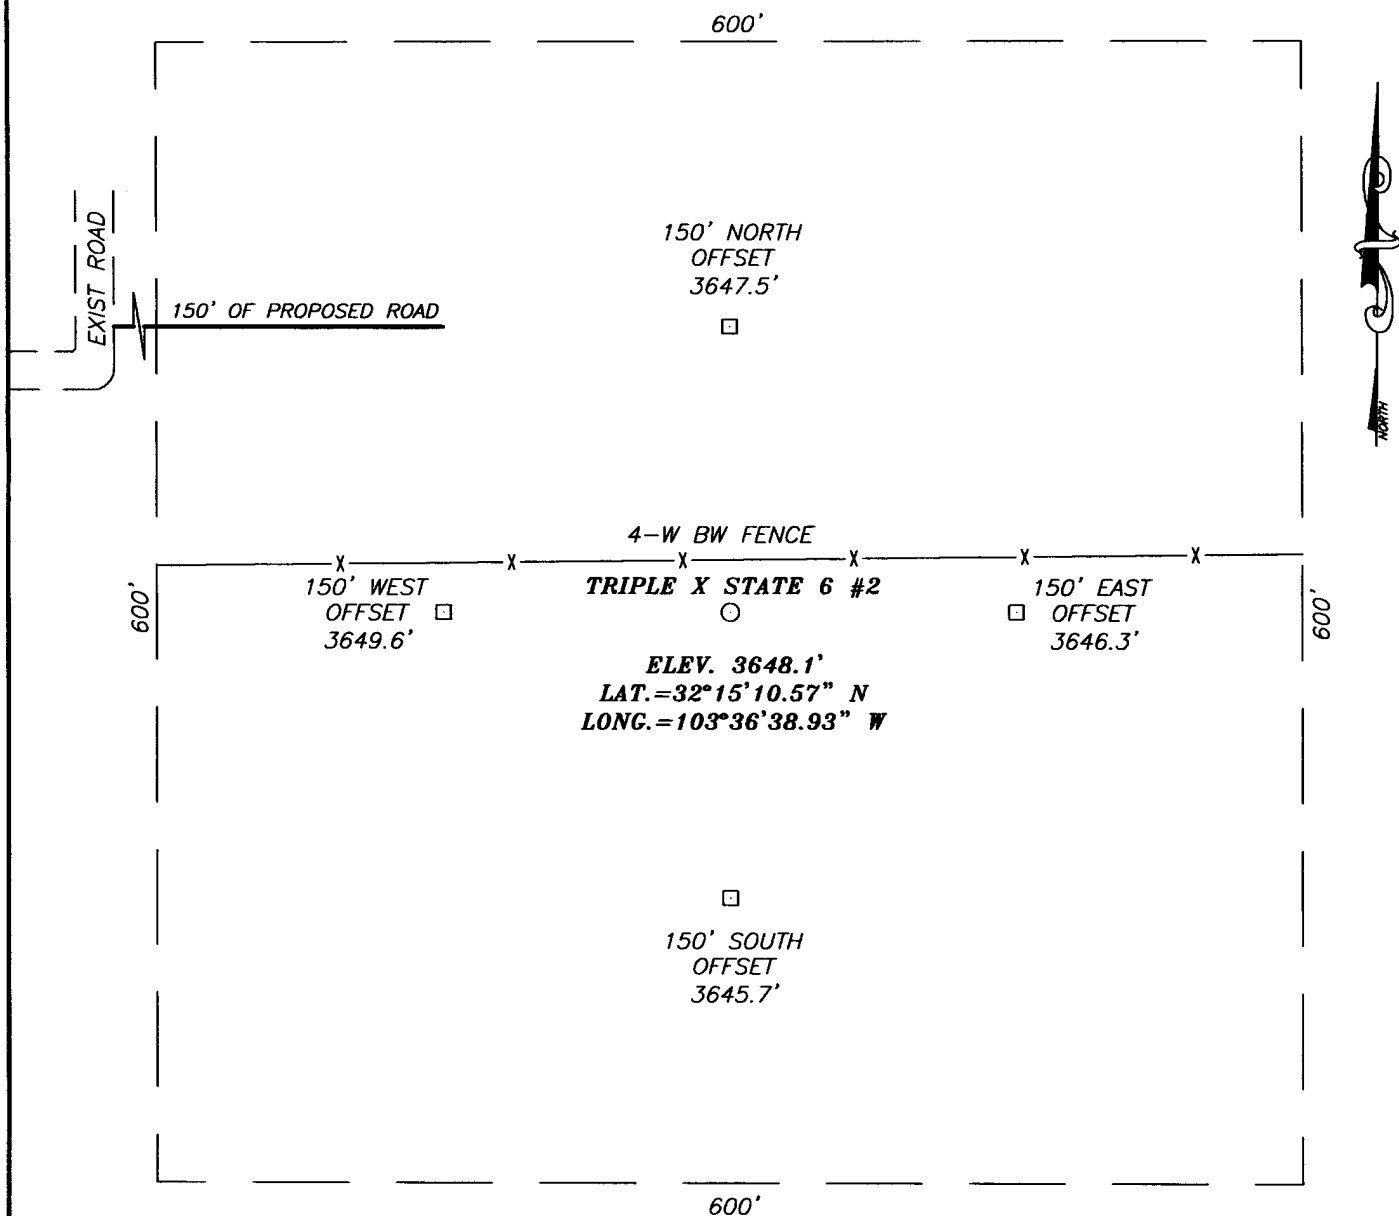 600'
150' NORTH
OFFSET
3647.5'
EXIST ROAD
150' OF PROPOSED ROAD
NORTH
4-W BW FENCE
X X X X X X
150' WEST
OFFSET
3649.6'
TRIPLE X STATE 6 #2
150' EAST
OFFSET
3646.3'
600'
600'
ELEV. 3648.1'
LAT.=32°15'10.57" N
LONG.=103°36'38.93" W
150' SOUTH
OFFSET
3645.7'
600'